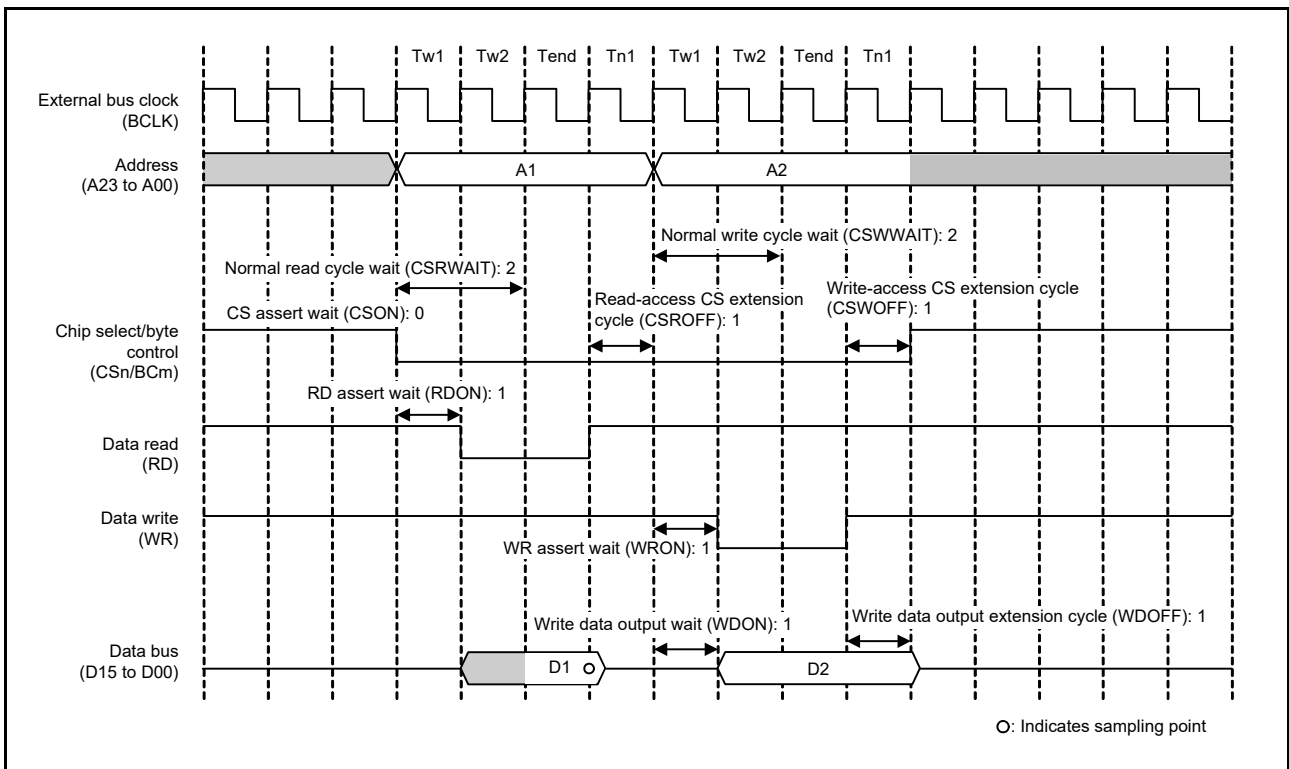 Tw1 Tw2 Tend Tn1 Tw1 Tw2 Tend Tn1
External bus clock
(BCLK)
Address
(A23 to A00)
A1
A2
Normal write cycle wait (CSWWAIT): 2
Normal read cycle wait (CSRWAIT): 2
Read-access CS extension
cycle (CSROFF): 1
Write-access CS extension cycle
(CSWOFF): 1
CS assert wait (CSON): 0
Chip select/byte
control
(CSn/BCm)
RD assert wait (RDON): 1
Data read
(RD)
Data write
(WR)
WR assert wait (WRON): 1
Write data output wait (WDON): 1
Write data output extension cycle (WDOFF): 1
Data bus
(D15 to D00)
D1
D2
O: Indicates sampling point